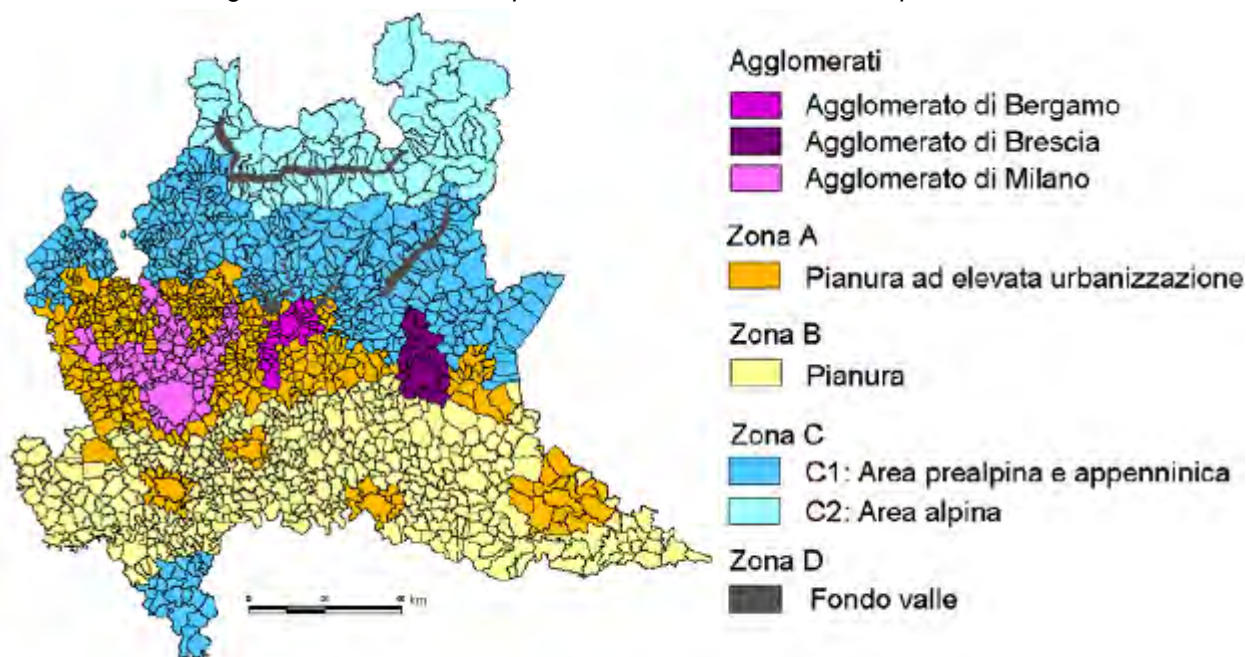 Agglomerati
Agglomerato di Bergamo
Agglomerato di Brescia
Agglomerato di Milano
Zona A
Pianura ad elevata urbanizzazione
Zona B
Pianura
Zona C
C1: Area prealpina e appenninica
C2: Area alpina
Zona D
Fondo valle
km